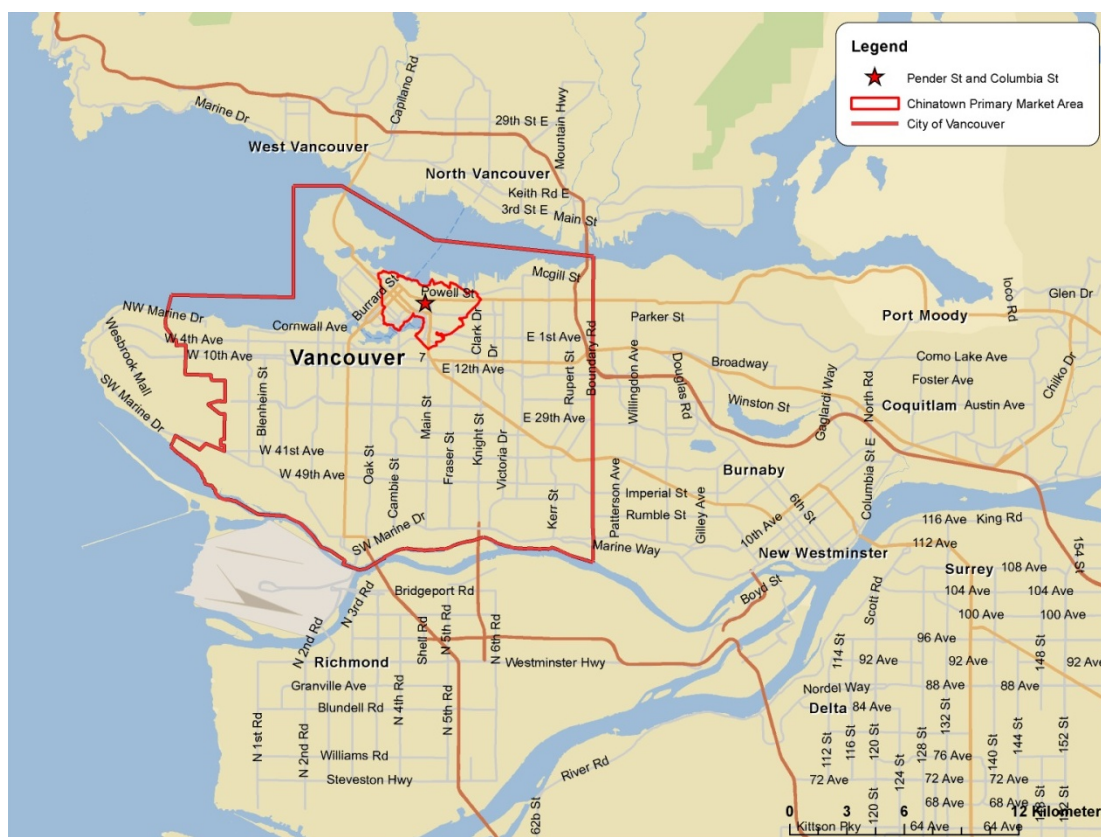 Legend
Pender St and Columbia St
Chinatown Primary Market Area
City of Vancouver
Marine Dr
Capilano Rd
29th St E
Mountain Hwy
West Vancouver
North Vancouver
Keith Rd E
3rd St E
Main St
Mcgill St
Ioco Rd
Glen Dr
Burrard St
Powell St
NW Marine Dr
Cornwall Ave
Clark Dr
Parker St
Port Moody
W 4th Ave
W 10th Ave
Wesbrook Mall
Vancouver
7
Dr
E 1st Ave
E 12th Ave
Rupert St
Boundary Rd
Broadway
Como Lake Ave
Foster Ave
Chilko Dr
SW Marine Dr
Blenheim St
Main St
Willingdon Ave
Douglas Rd
Winston St
Gaglardi Way
North Rd
Coquitlam
Austin Ave
E 29th Ave
W 41st Ave
W 49th Ave
Oak St
Cambie St
Fraser St
Knight St
Victoria Dr
Kerr St
Patterson Ave
Burnaby
Imperial St
Rumble St
Gilley Ave
6th St
10th Ave
Columbia St E
SW Marine Dr
Marine Way
New Westminster
116 Ave
King Rd
112 Ave
154 St
Surrey
108 Ave
104 Ave
104 Ave
100 Ave
100 Ave
Bridgeport Rd
Boyd St
Scott Rd
N 3rd Rd
N 2nd Rd
Shell Rd
N 5th Rd
N 6th Rd
Richmond
Westminster Hwy
96 Ave
114 St
92 Ave
92 Ave
92 Ave
148 St
Granville Ave
Blundell Rd
N 4th Rd
N 5th Rd
Nordel Way
88 Ave
88 Ave
Delta
84 Ave
132 St
N 1st Rd
N 2nd Rd
Williams Rd
Steveston Hwy
River Rd
112 St
116 St
120 St
128 St
76 Ave
140 St
144 St
152 St
72 Ave
124 St
72 Ave
72 Ave
68 Ave
68 Ave
62b St
120 St
Kittson Pky
64 Ave
64 Ave
0 3 6 12 Kilometer